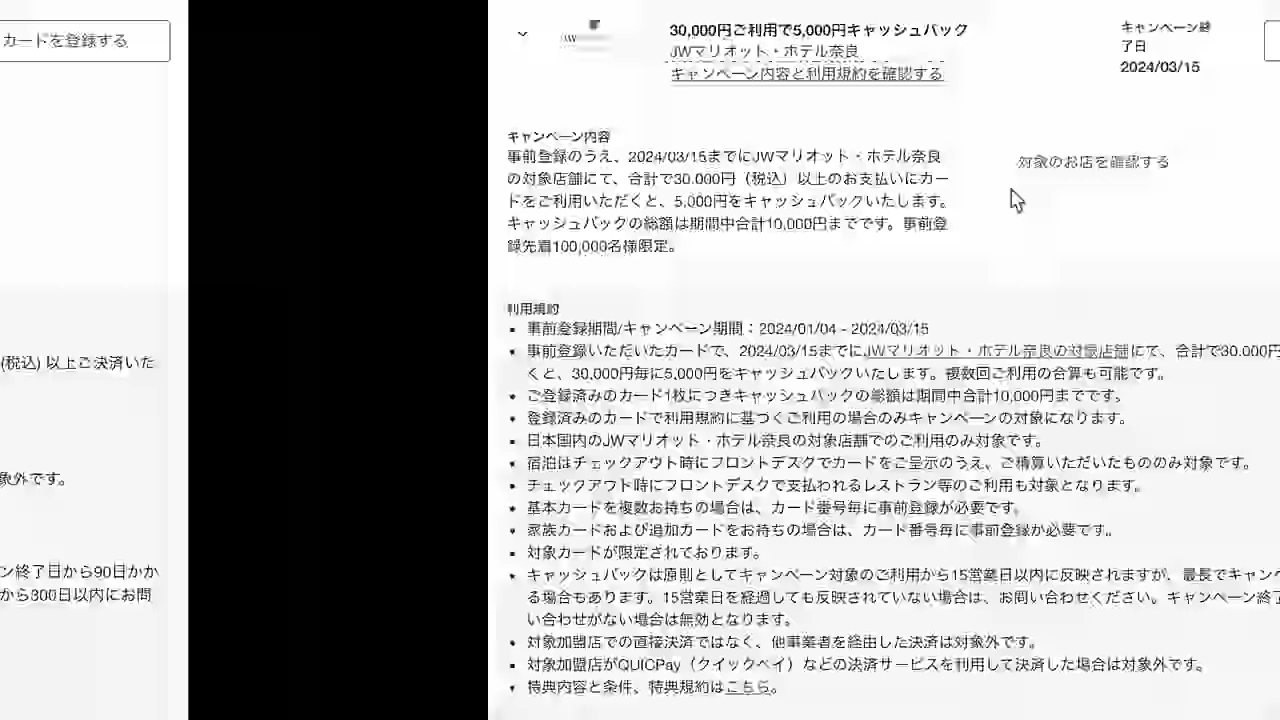 カードを登録する
(税込) 以上ご決済いた
象外です。
ン終了日から90日かか
から300日以内にお問
30,000円ご利用で5,000円キャッシュバック
JWマリオット・ホテル奈良
キャンペーン内容と利用規約を確認する
キャンペーン終
了日
2024/03/15
キャンペーン内容
事前登録のうえ、2024/03/15までにJWマリオット・ホテル奈良
の対象店舗にて、合計で30,000円（税込）以上のお支払いにカー
ドをご利用いただくと、5,000円をキャッシュバックいたします。
キャッシュバックの総額は期間中合計10,000円までです。事前登
録先着100,000名様限定。
対象のお店を確認する
利用規約
• 事前登録期間/キャンペーン期間：2024/01/04 - 2024/03/15
• 事前登録いただいたカードで、2024/03/15までにJWマリオット・ホテル奈良の対象店舗にて、合計で30,000円
くと、30,000円毎に5,000円をキャッシュバックいたします。複数回ご利用の合算も可能です。
• ご登録済みのカード1枚につきキャッシュバックの総額は期間中合計10,000円までです。
• 登録済みのカードで利用規約に基づくご利用の場合のみキャンペーンの対象になります。
• 日本国内のJWマリオット・ホテル奈良の対象店舗でのご利用のみ対象です。
• 宿泊はチェックアウト時にフロントデスクでカードをご呈示のうえ、ご精算いただいたもののみ対象です。
• チェックアウト時にフロントデスクで支払われるレストラン等のご利用も対象となります。
• 基本カードを複数お持ちの場合は、カード番号毎に事前登録が必要です。
• 家族カードおよび追加カードをお持ちの場合は、カード番号毎に事前登録が必要です。
• 対象カードが限定されております。
• キャッシュバックは原則としてキャンペーン対象のご利用から15営業日以内に反映されますが、最長でキャンペ
る場合もあります。15営業日を経過しても反映されていない場合は、お問い合わせください。キャンペーン終了
い合わせがない場合は無効となります。
• 対象加盟店での直接決済ではなく、他事業者を経由した決済は対象外です。
• 対象加盟店がQUICPay（クイックペイ）などの決済サービスを利用して決済した場合は対象外です。
• 特典内容と条件、特典規約はこちら。